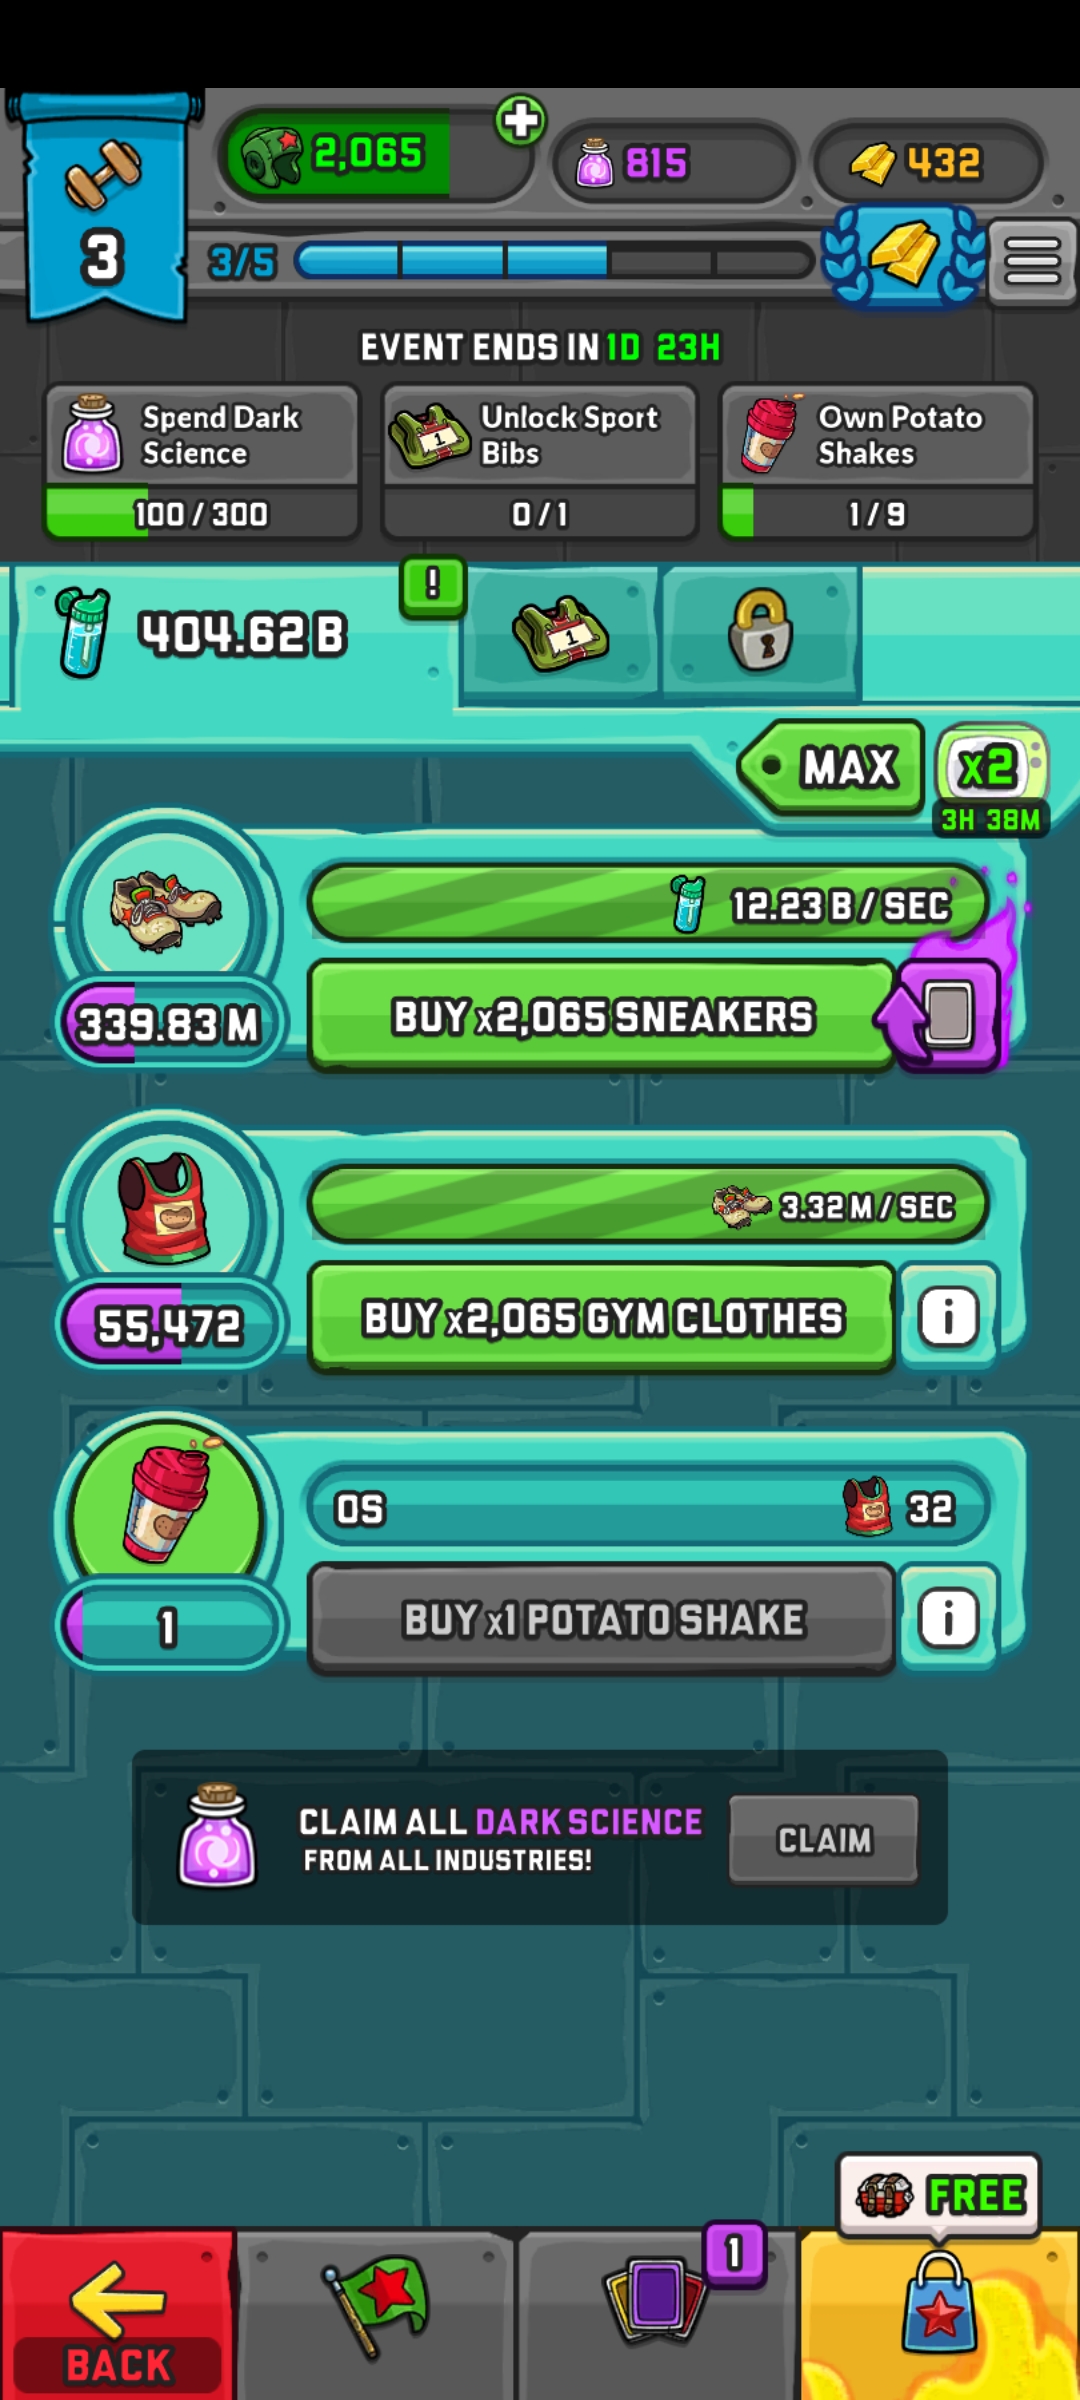 2,065
815
432
3
3/5
EVENT ENDS IN 1D 23H
Spend Dark Science
100 / 300
Unlock Sport Bibs
0 / 1
Own Potato Shakes
1 / 9
404.62 B
!
1
MAX
x2
3H 38M
12.23 B / SEC
339.83 M
BUY x2,065 SNEAKERS
3.32 M / SEC
55,472
BUY x2,065 GYM CLOTHES
i
0S
32
1
BUY x1 POTATO SHAKE
i
CLAIM ALL DARK SCIENCE
FROM ALL INDUSTRIES!
CLAIM
FREE
1
BACK